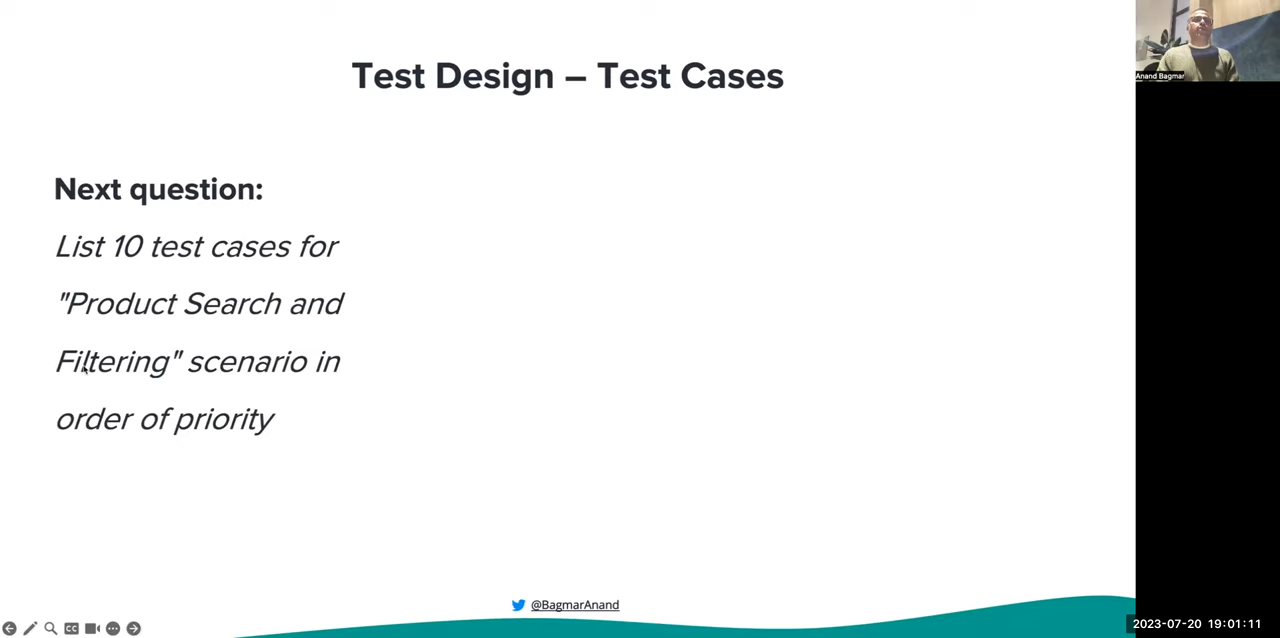 Test Design – Test Cases
Anand Bagmar
Next question:
List 10 test cases for
"Product Search and
Filtering" scenario in
order of priority
@BagmarAnand
CC
2023-07-20 19:01:11